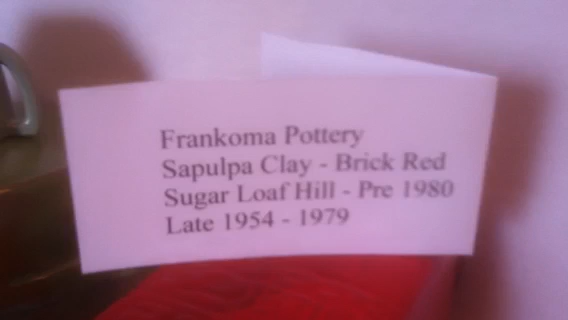 Frankoma Pottery
Sapulpa Clay - Brick Red
Sugar Loaf Hill - Pre 1980
Late 1954 - 1979